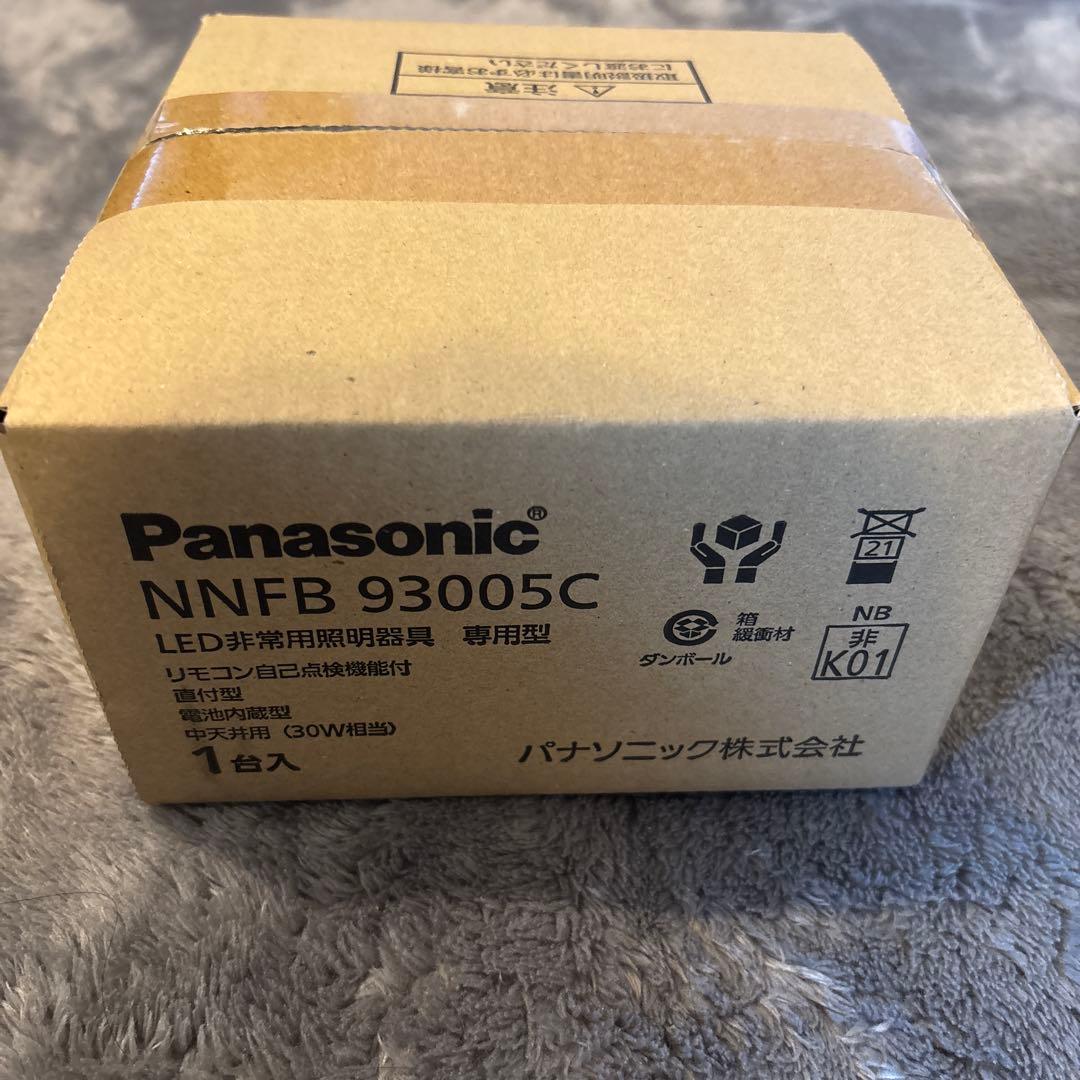 ⚠ 注意
取扱説明書は必ずお客様
にお渡しください
Panasonic®
NNFB 93005C
LED非常用照明器具 専用型
リモコン自己点検機能付
直付型
電池内蔵型
中天井用（30W相当）
1台入
21
箱
緩衝材
ダンボール
NB
非
K01
パナソニック株式会社